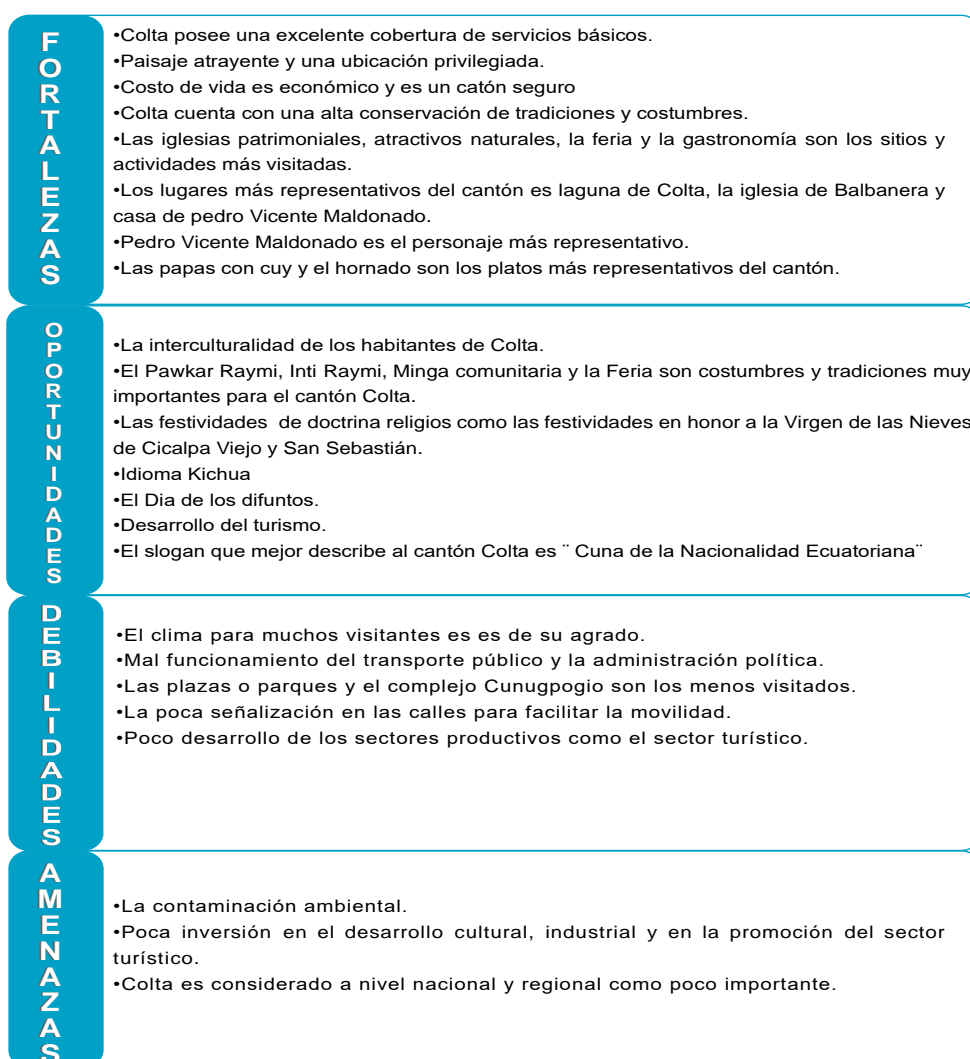 FORTALEZAS
•Colta posee una excelente cobertura de servicios básicos.
•Paisaje atrayente y una ubicación privilegiada.
•Costo de vida es económico y es un catón seguro
•Colta cuenta con una alta conservación de tradiciones y costumbres.
•Las iglesias patrimoniales, atractivos naturales, la feria y la gastronomía son los sitios y
actividades más visitadas.
•Los lugares más representativos del cantón es laguna de Colta, la iglesia de Balbanera y
casa de pedro Vicente Maldonado.
•Pedro Vicente Maldonado es el personaje más representativo.
•Las papas con cuy y el hornado son los platos más representativos del cantón.
OPORTUNIDADES
•La interculturalidad de los habitantes de Colta.
•El Pawkar Raymi, Inti Raymi, Minga comunitaria y la Feria son costumbres y tradiciones muy
importantes para el cantón Colta.
•Las festividades de doctrina religios como las festividades en honor a la Virgen de las Nieves
de Cicalpa Viejo y San Sebastián.
•Idioma Kichua
•El Dia de los difuntos.
•Desarrollo del turismo.
•El slogan que mejor describe al cantón Colta es ¨ Cuna de la Nacionalidad Ecuatoriana¨
DEBILIDADES
•El clima para muchos visitantes es es de su agrado.
•Mal funcionamiento del transporte público y la administración política.
•Las plazas o parques y el complejo Cunugpogio son los menos visitados.
•La poca señalización en las calles para facilitar la movilidad.
•Poco desarrollo de los sectores productivos como el sector turístico.
AMENAZAS
•La contaminación ambiental.
•Poca inversión en el desarrollo cultural, industrial y en la promoción del sector
turístico.
•Colta es considerado a nivel nacional y regional como poco importante.